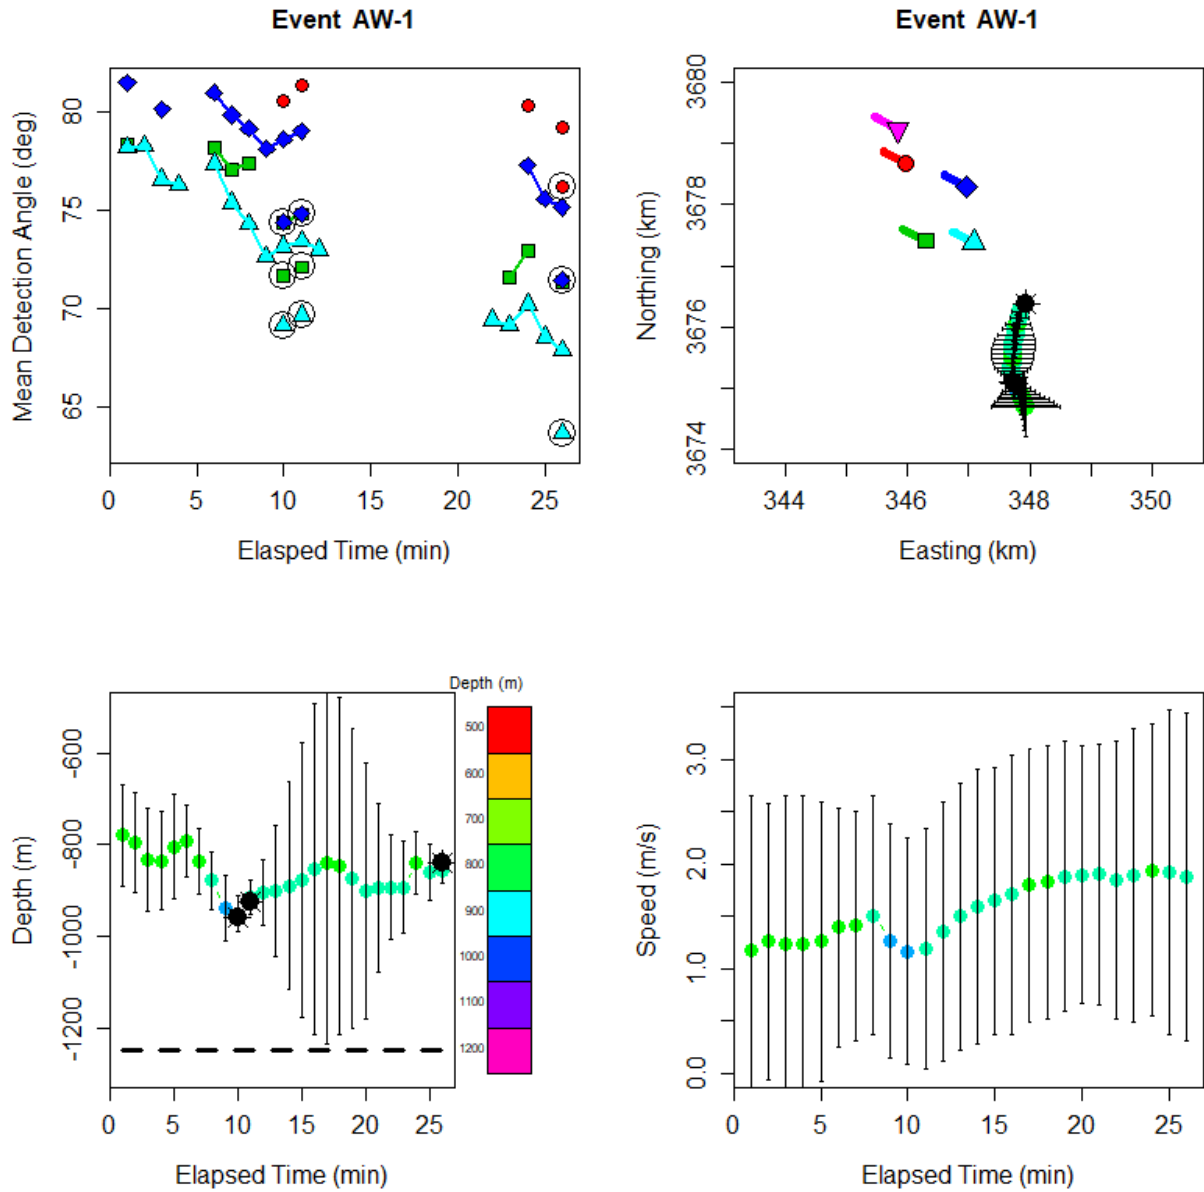 Event AW-1
Event AW-1
Mean Detection Angle (deg)
80
75
70
65
0 5 10 15 20 25
Elasped Time (min)
Northing (km)
3680
3678
3676
3674
344 346 348 350
Easting (km)
Depth (m)
-600
-800
-1000
-1200
0 5 10 15 20 25
Elapsed Time (min)
Depth (m)
500
600
700
800
900
1000
1100
1200
Speed (m/s)
3.0
2.0
1.0
0.0
0 5 10 15 20 25
Elapsed Time (min)